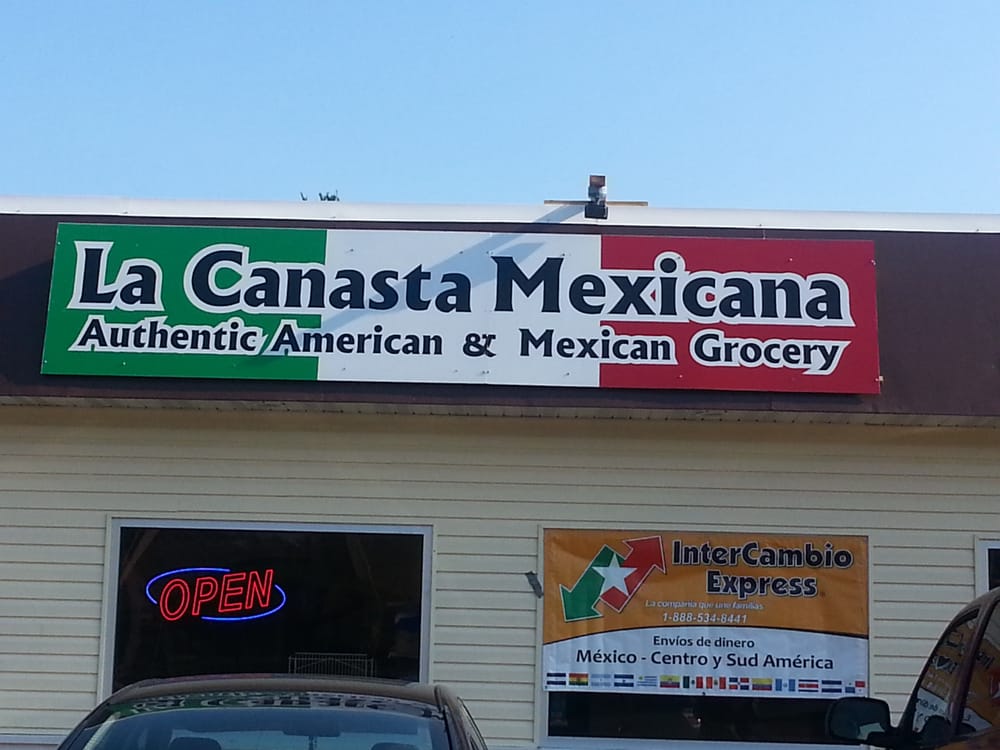 La Canasta Mexicana
Authentic American & Mexican Grocery
OPEN
InterCambio
Express
La compañía que une familias
1-888-534-8441
Envíos de dinero
México - Centro y Sud América